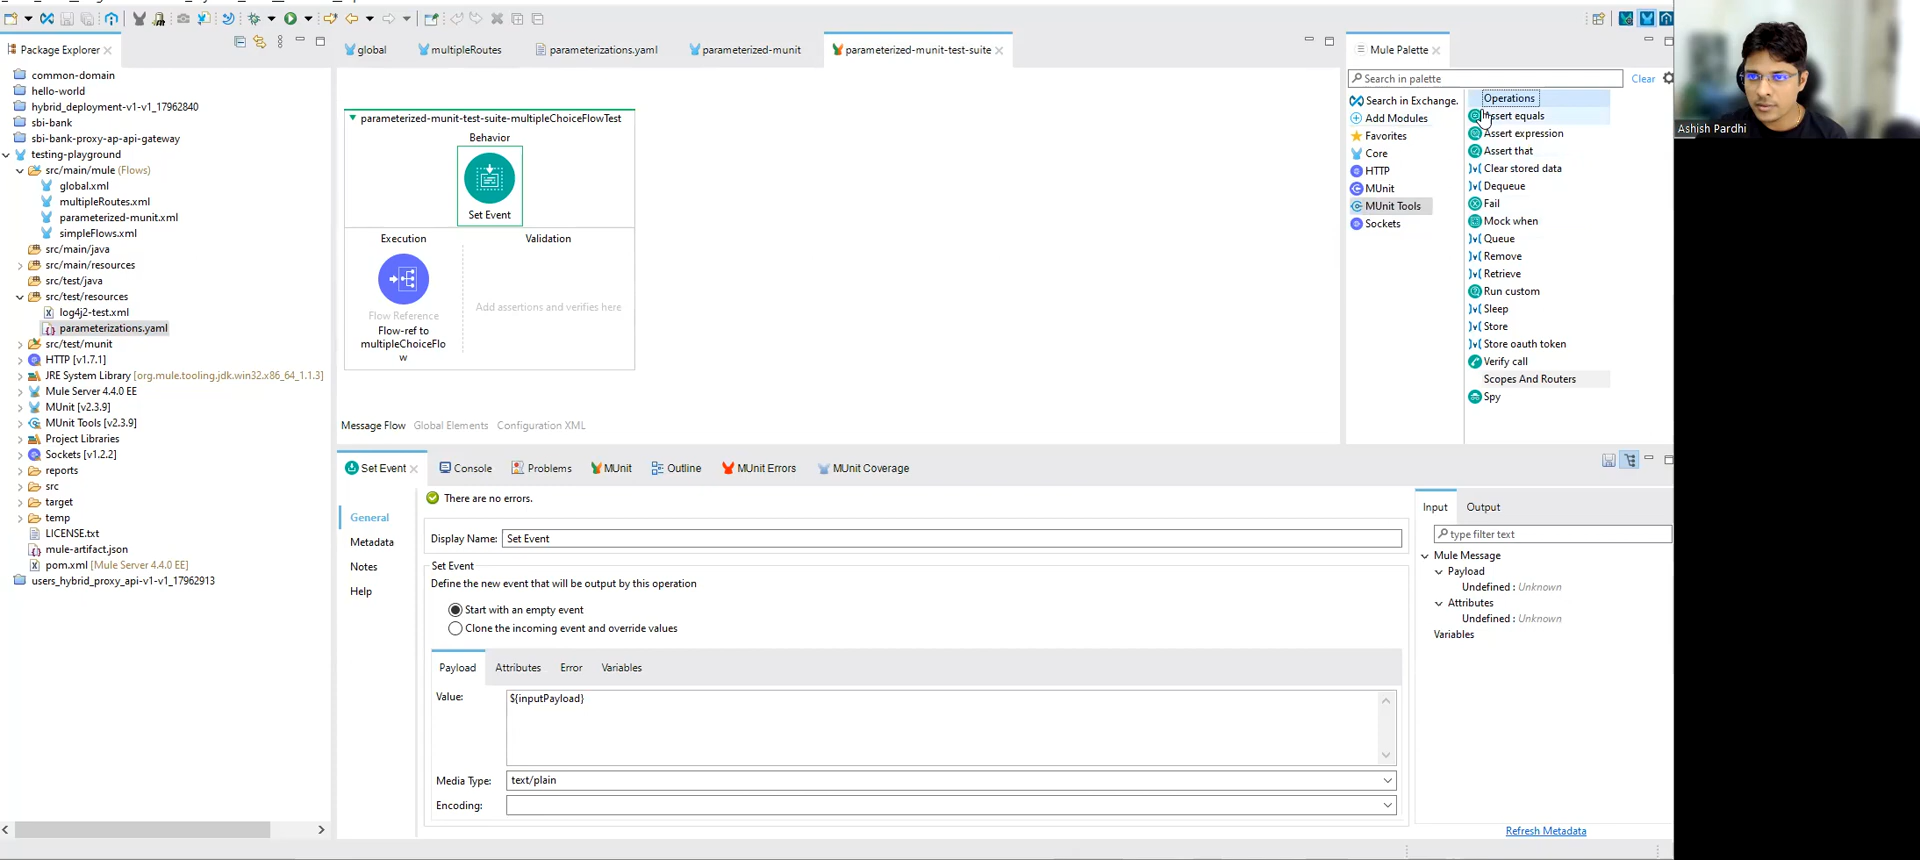 Package Explorer
global
multipleRoutes
parameterizations.yaml
parameterized-munit
parameterized-munit-test-suite
Mule Palette
common-domain
hello-world
hybrid_deployment-v1-v1_17962840
sbi-bank
sbi-bank-proxy-ap-api-gateway
testing-playground
src/main/mule (Flows)
global.xml
multipleRoutes.xml
parameterized-munit.xml
simpleFlows.xml
src/main/java
src/main/resources
src/test/java
src/test/resources
log4j2-test.xml
parameterizations.yaml
src/test/munit
HTTP [v1.7.1]
JRE System Library [org.mule.tooling.jdk.win32.x86_64_1.1.3]
Mule Server 4.4.0 EE
MUnit [v2.3.9]
MUnit Tools [v2.3.9]
Project Libraries
Sockets [v1.2.2]
reports
src
target
temp
LICENSE.txt
mule-artifact.json
pom.xml [Mule Server 4.4.0 EE]
users_hybrid_proxy_api-v1-v1_17962913
parameterized-munit-test-suite-multipleChoiceFlowTest
Behavior
Set Event
Execution
Validation
Flow Reference
Flow-ref to
multipleChoiceFlo
w
Add assertions and verifies here
Message Flow
Global Elements
Configuration XML
Search in palette
Clear
Search in Exchange.
Add Modules
Favorites
Core
HTTP
MUnit
MUnit Tools
Sockets
Operations
Assert equals
Assert expression
Assert that
Clear stored data
Dequeue
Fail
Mock when
Queue
Remove
Retrieve
Run custom
Sleep
Store
Store oauth token
Verify call
Scopes And Routers
Spy
Ashish Pardhi
Set Event
Console
Problems
MUnit
Outline
MUnit Errors
MUnit Coverage
General
Metadata
Notes
Help
There are no errors.
Display Name:
Set Event
Set Event
Define the new event that will be output by this operation
Start with an empty event
Clone the incoming event and override values
Payload
Attributes
Error
Variables
Value:
${inputPayload}
Media Type:
text/plain
Encoding:
Input
Output
type filter text
Mule Message
Payload
Undefined : Unknown
Attributes
Undefined : Unknown
Variables
Refresh Metadata